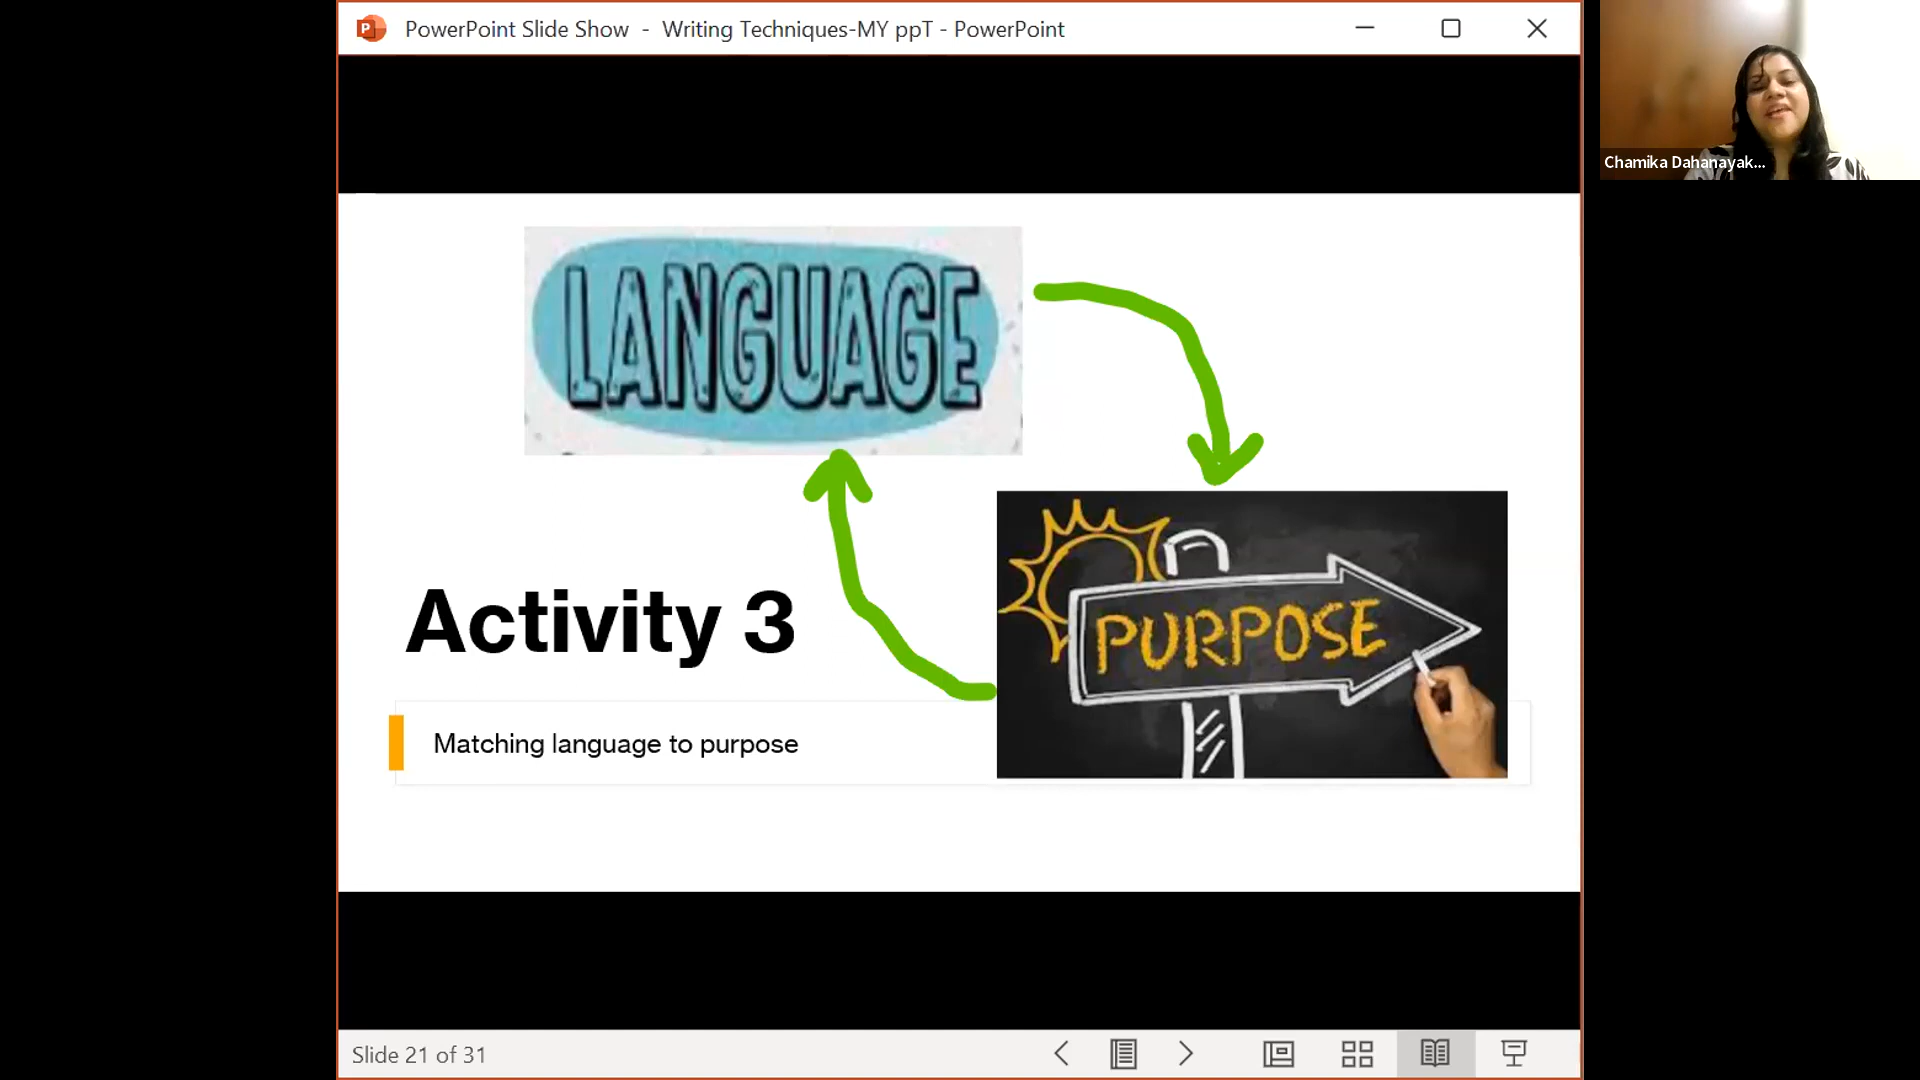 PowerPoint Slide Show - Writing Techniques-MY ppT - PowerPoint
Chamika Dahanayak...
LANGUAGE
PURPOSE
Activity 3
Matching language to purpose
Slide 21 of 31